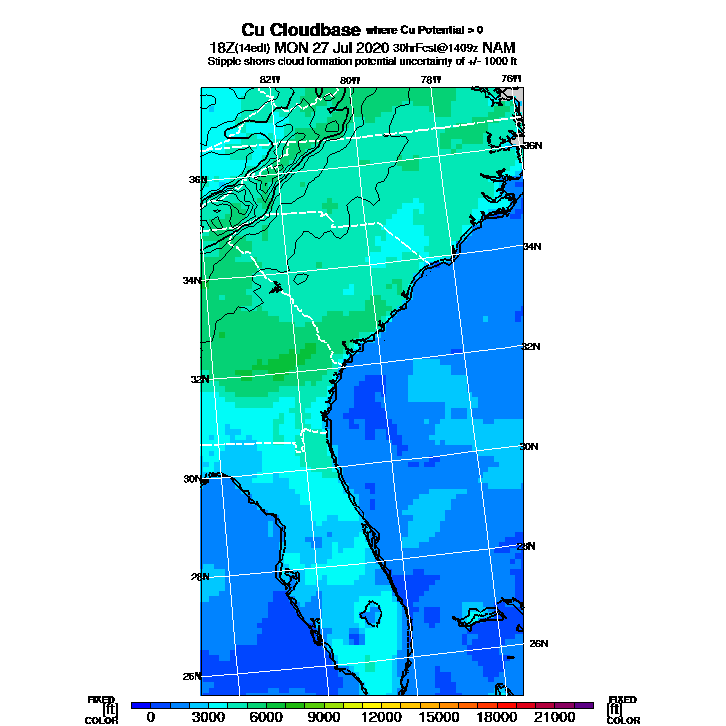 Cu Cloudbase where Cu Potential > 0
18Z(14edt) MON 27 Jul 2020 30hrFcst@1409z NAM
Stipple shows cloud formation potential uncertainty of +/- 1000 ft
82W 80W 78W 76W
36N
36N
34N
34N
32N
32N
30N
30N
28N
28N
26N
26N
FIXED FIXED
[ft] [ft]
COLOR COLOR
0 3000 6000 9000 12000 15000 18000 21000